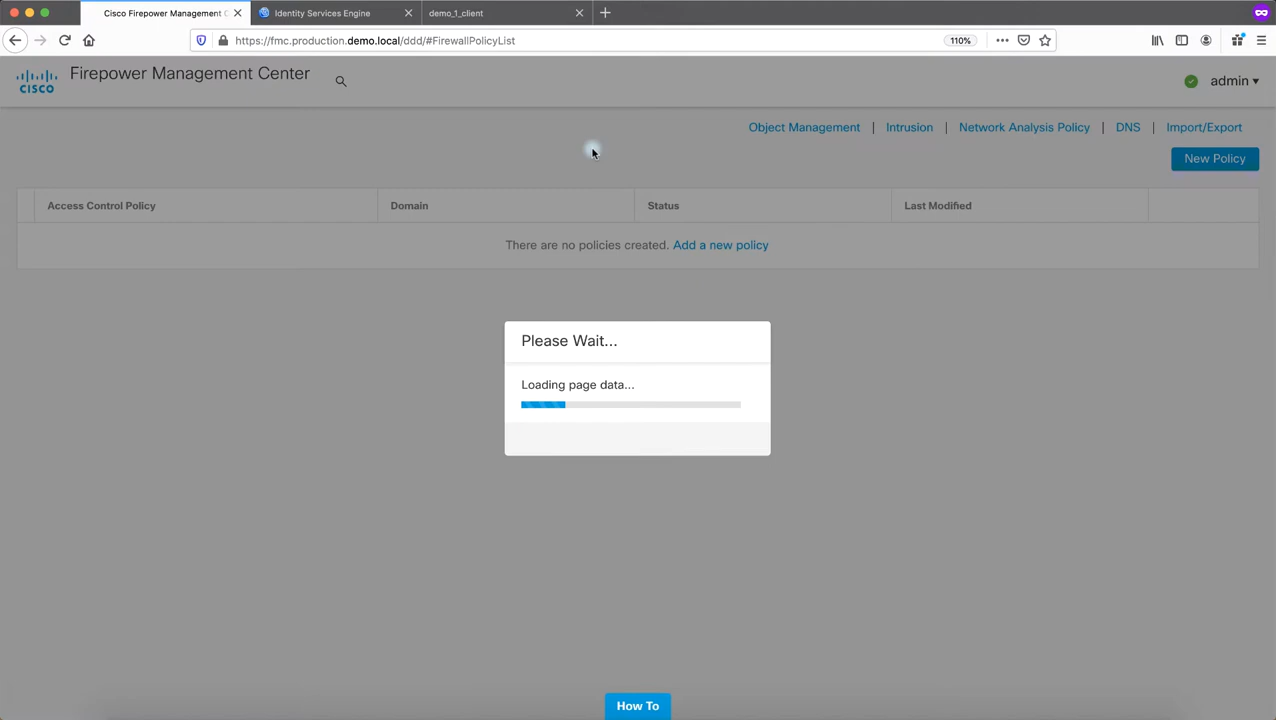 Cisco Firepower Management C
Identity Services Engine
demo_1_client
https://fmc.production.demo.local/ddd/#FirewallPolicyList
110%
cisco
Firepower Management Center
admin
Object Management | Intrusion | Network Analysis Policy | DNS | Import/Export
New Policy
Access Control Policy Domain Status Last Modified
There are no policies created. Add a new policy
Please Wait...
Loading page data...
How To